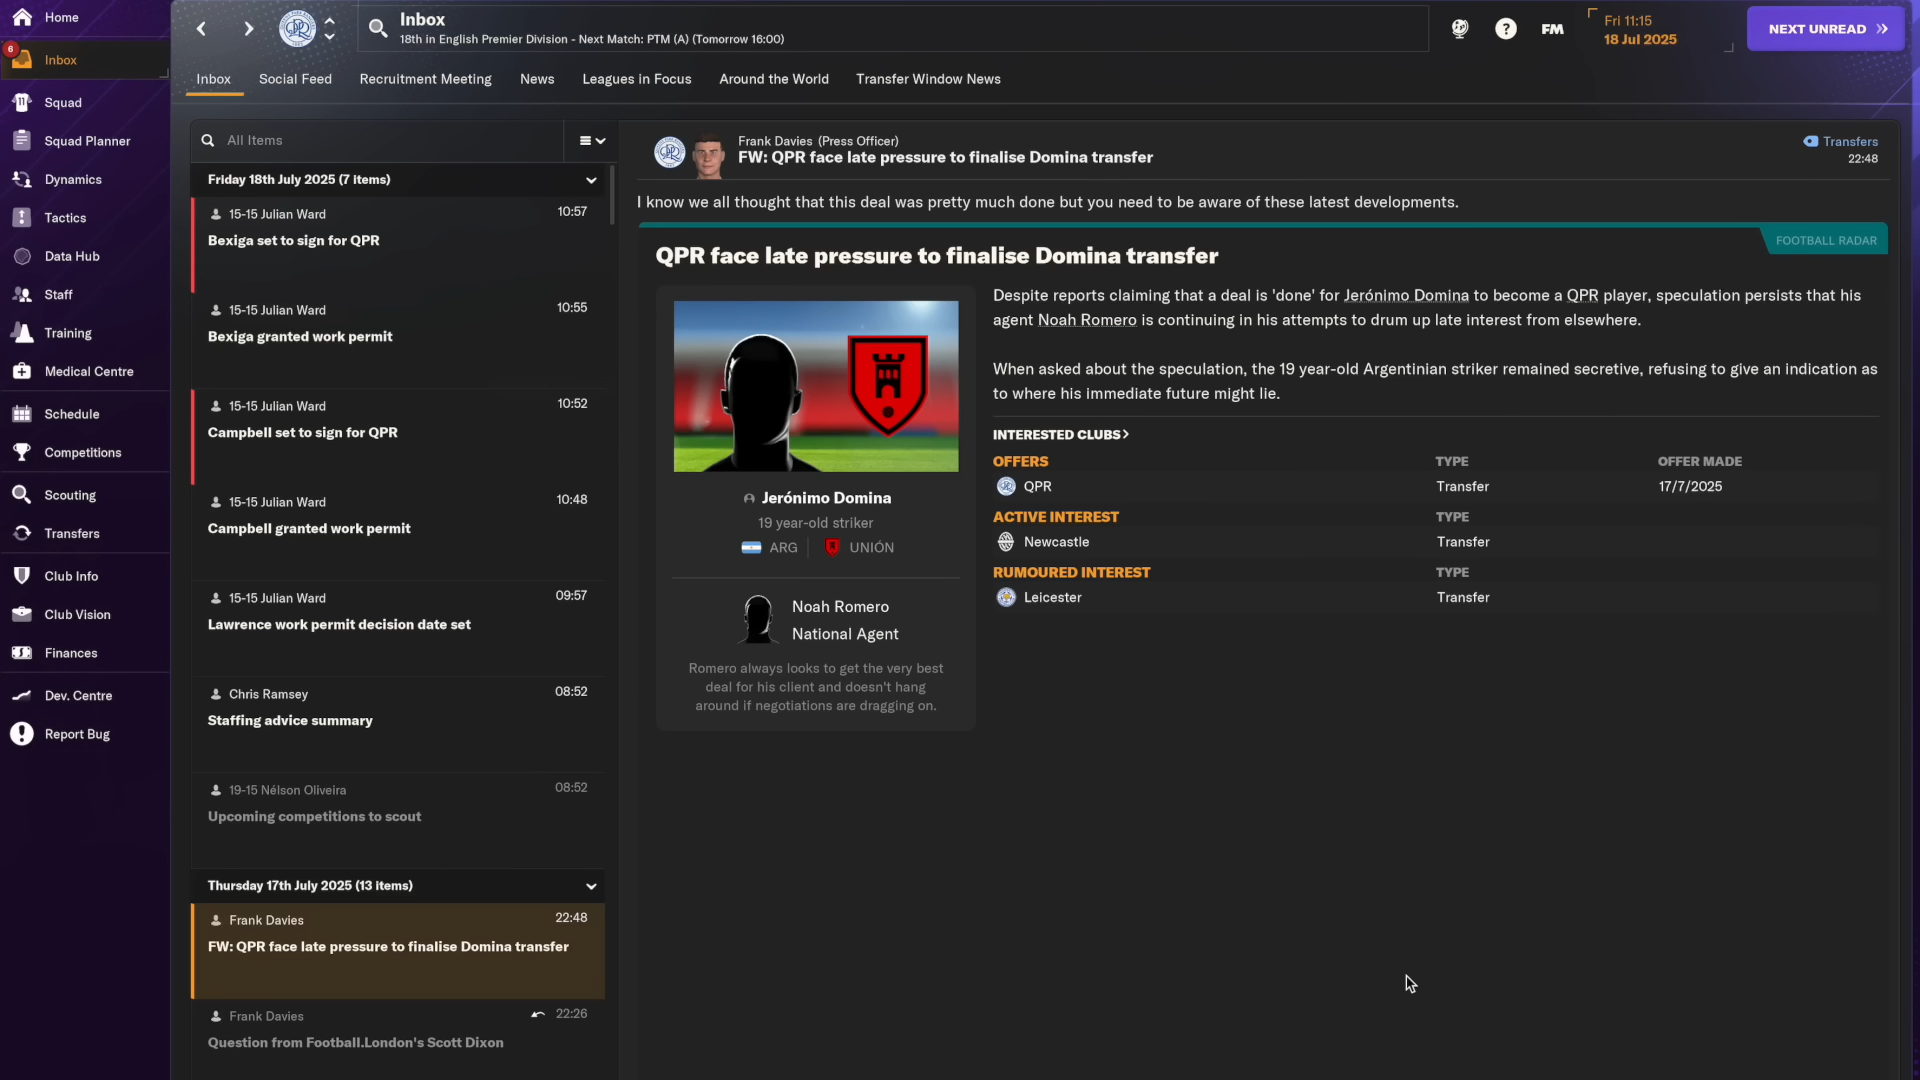 Home
6
Inbox
Squad
Squad Planner
Dynamics
Tactics
Data Hub
Staff
Training
Medical Centre
Schedule
Competitions
Scouting
Transfers
Club Info
Club Vision
Finances
Dev. Centre
Report Bug
Inbox
18th in English Premier Division - Next Match: PTM (A) (Tomorrow 16:00)
FM
Fri 11:15
18 Jul 2025
NEXT UNREAD
Inbox Social Feed Recruitment Meeting News Leagues in Focus Around the World Transfer Window News
All Items
Friday 18th July 2025 (7 items)
15-15 Julian Ward 10:57
Bexiga set to sign for QPR
15-15 Julian Ward 10:55
Bexiga granted work permit
15-15 Julian Ward 10:52
Campbell set to sign for QPR
15-15 Julian Ward 10:48
Campbell granted work permit
15-15 Julian Ward 09:57
Lawrence work permit decision date set
Chris Ramsey 08:52
Staffing advice summary
19-15 Nélson Oliveira 08:52
Upcoming competitions to scout
Thursday 17th July 2025 (13 items)
Frank Davies 22:48
FW: QPR face late pressure to finalise Domina transfer
Frank Davies 22:26
Question from Football.London's Scott Dixon
Frank Davies (Press Officer)
FW: QPR face late pressure to finalise Domina transfer
Transfers
22:48
I know we all thought that this deal was pretty much done but you need to be aware of these latest developments.
FOOTBALL RADAR
QPR face late pressure to finalise Domina transfer
Jerónimo Domina
19 year-old striker
ARG UNIÓN
Noah Romero
National Agent
Romero always looks to get the very best
deal for his client and doesn't hang
around if negotiations are dragging on.
Despite reports claiming that a deal is 'done' for Jerónimo Domina to become a QPR player, speculation persists that his
agent Noah Romero is continuing in his attempts to drum up late interest from elsewhere.
When asked about the speculation, the 19 year-old Argentinian striker remained secretive, refusing to give an indication as
to where his immediate future might lie.
INTERESTED CLUBS>
OFFERS TYPE OFFER MADE
QPR Transfer 17/7/2025
ACTIVE INTEREST TYPE
Newcastle Transfer
RUMOURED INTEREST TYPE
Leicester Transfer